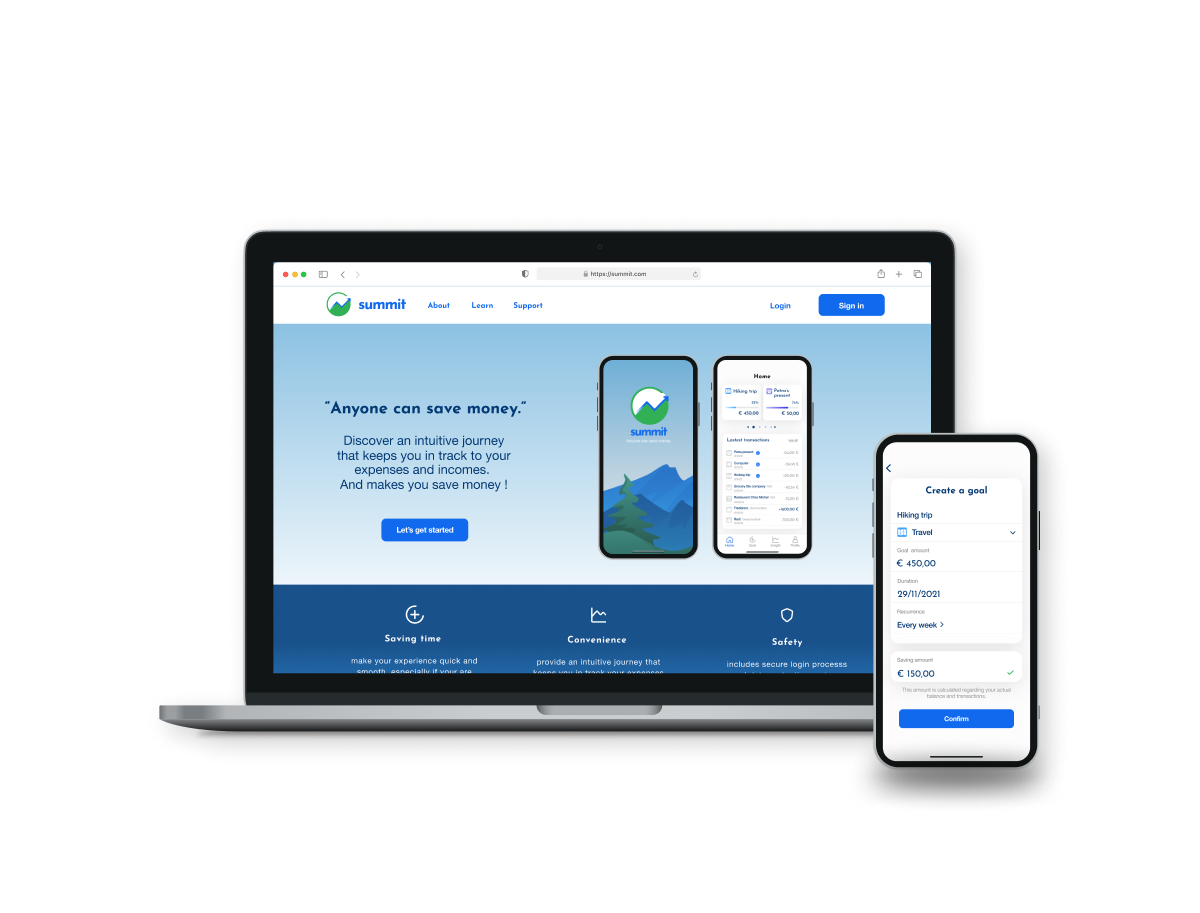 https://summit.com
summit
About
Learn
Support
Login
Sign in
“Anyone can save money.”
Discover an intuitive journey
that keeps you in track to your
expenses and incomes.
And makes you save money !
Let's get started
summit
Home
Hiking trip
€ 450,00
Petra's
present
€ 50,00
Lastest transactions
Saving time
make your experience quick and
smooth, especially if your are
Convenience
provide an intuitive journey that
keeps you in track your expenses
Safety
includes secure login processs
Create a goal
Hiking trip
Travel
Goal amount
€ 450,00
Duration
29/11/2021
Recurrence
Every week
Saving amount
€ 150,00
This amount is calculated regarding your actual
balance and transactions.
Confirm